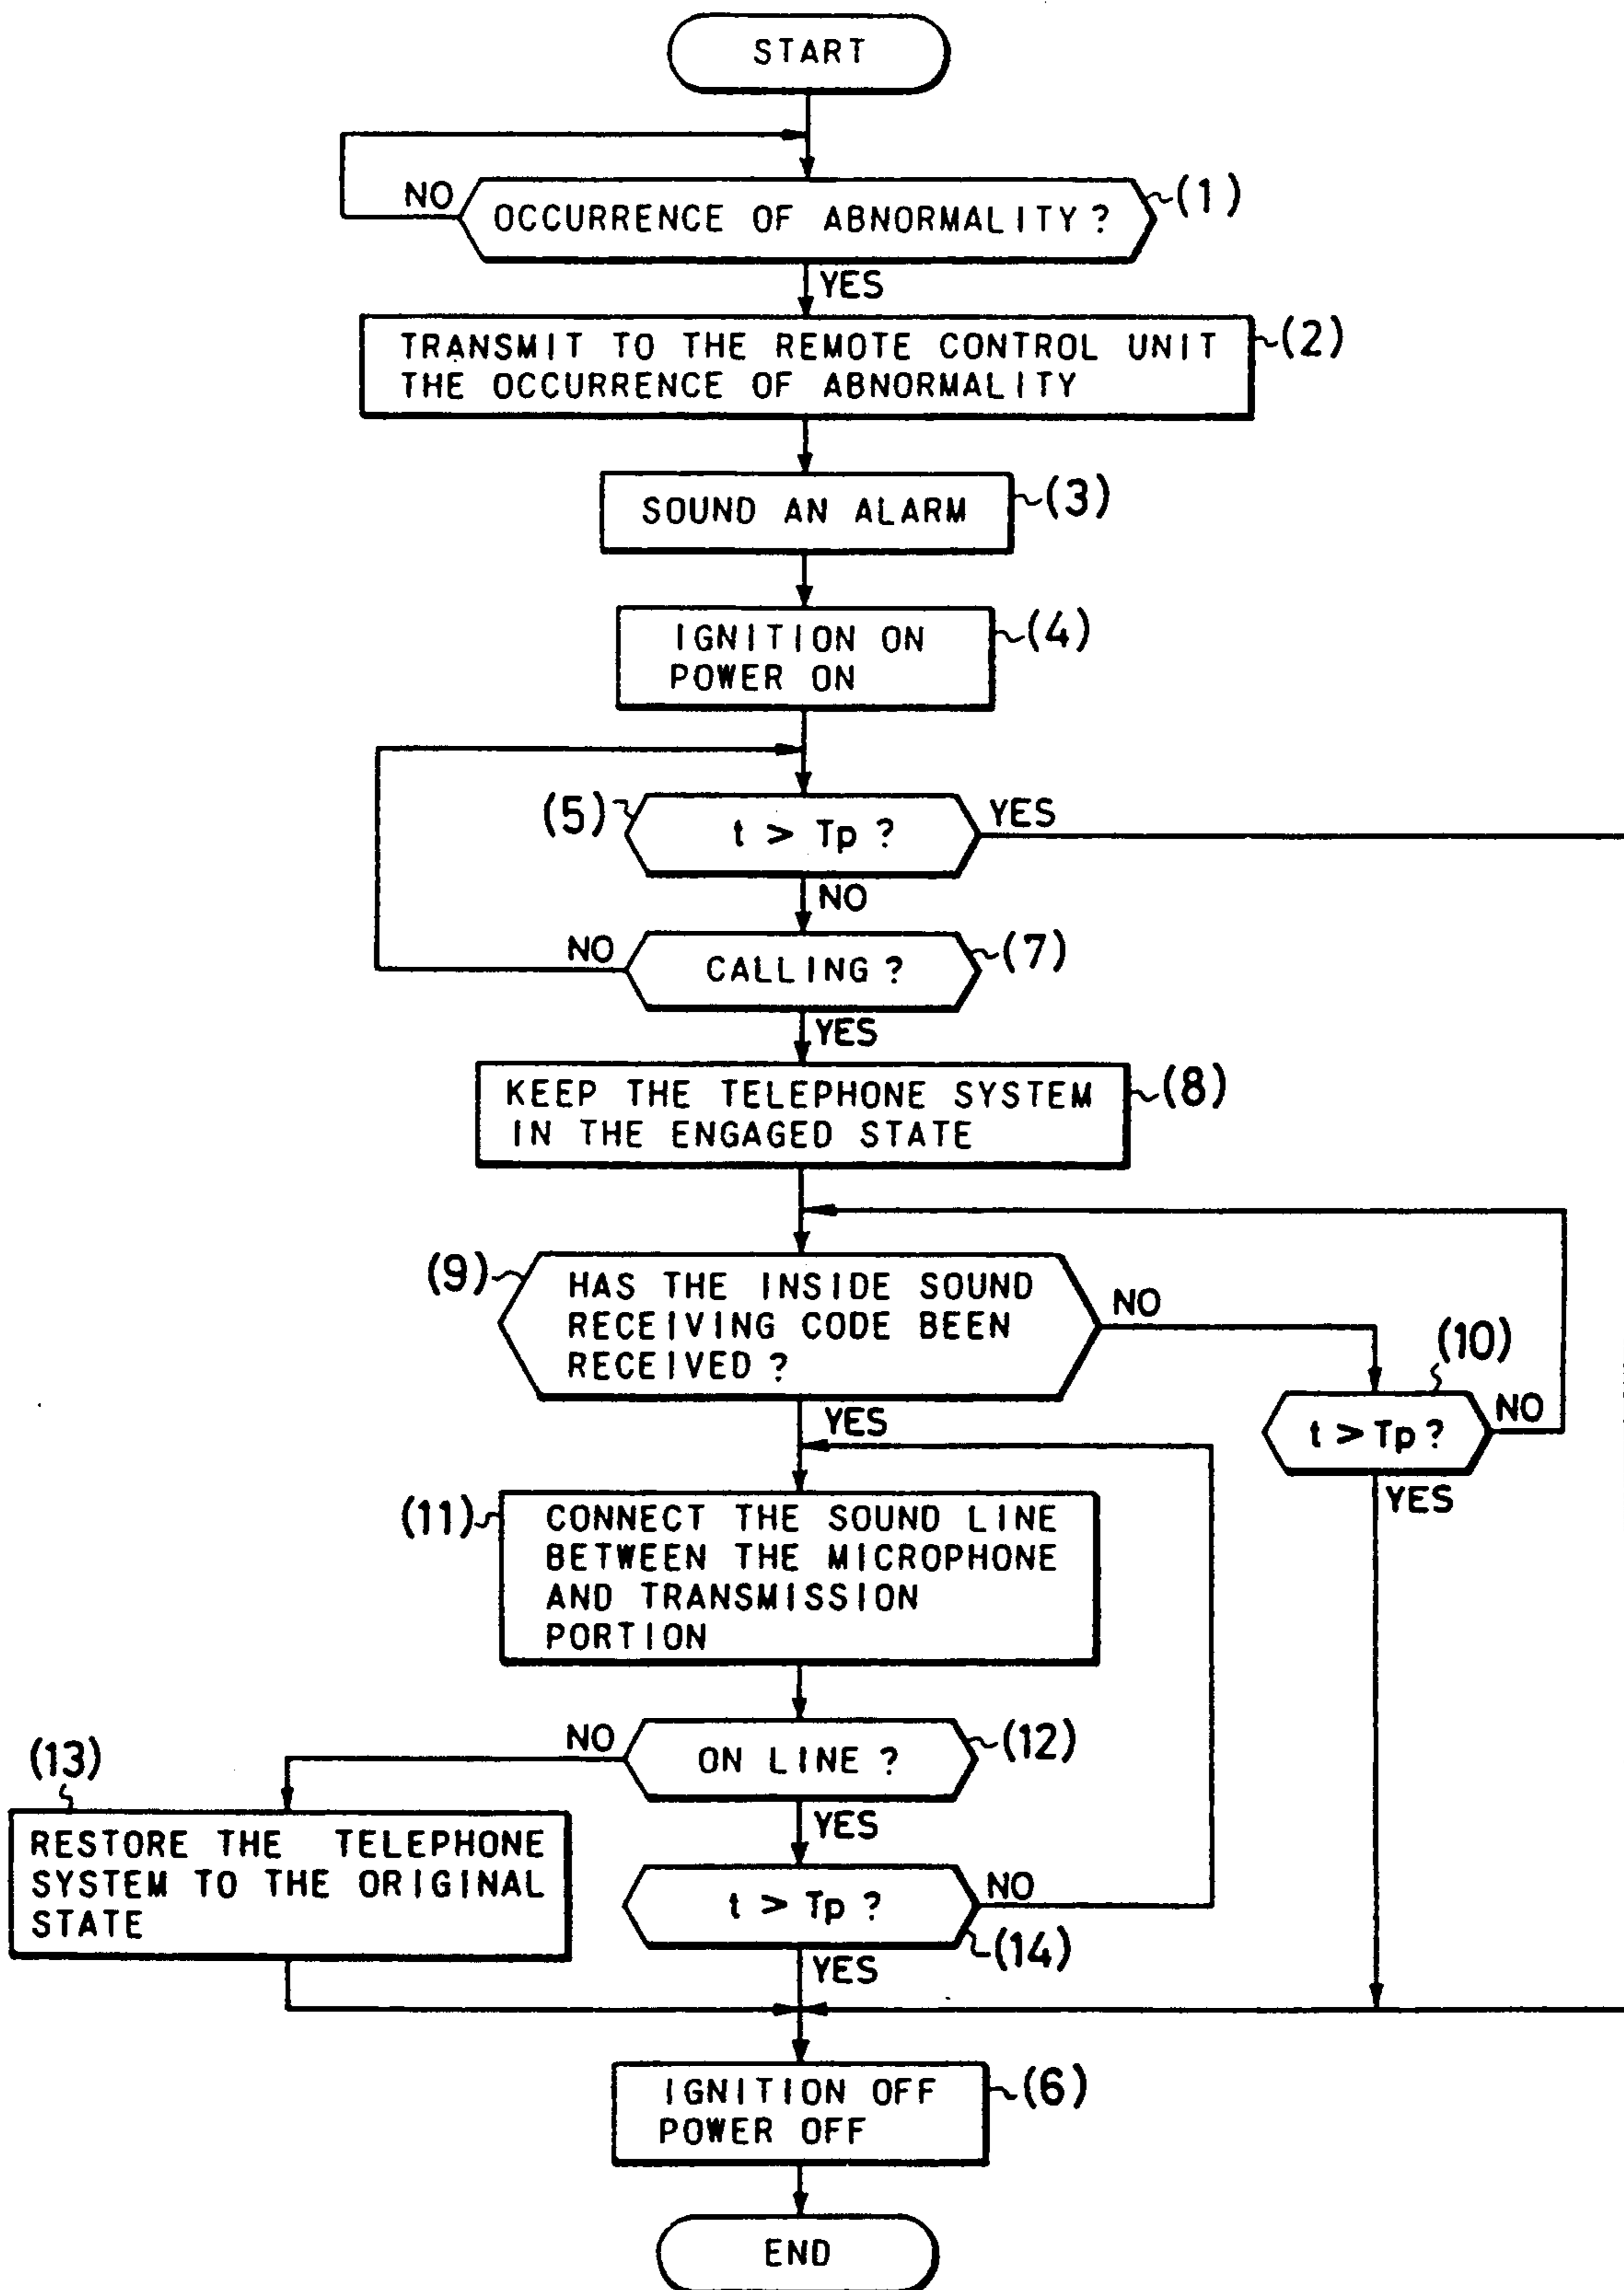 START
NO
OCCURRENCE OF ABNORMALITY ?
(1)
YES
TRANSMIT TO THE REMOTE CONTROL UNIT
THE OCCURRENCE OF ABNORMALITY
(2)
SOUND AN ALARM
(3)
IGNITION ON
POWER ON
(4)
(5)
t > Tp ?
YES
NO
NO
CALLING ?
(7)
YES
KEEP THE TELEPHONE SYSTEM
IN THE ENGAGED STATE
(8)
(9)
HAS THE INSIDE SOUND
RECEIVING CODE BEEN
RECEIVED ?
NO
(10)
t > Tp ?
NO
YES
YES
(11)
CONNECT THE SOUND LINE
BETWEEN THE MICROPHONE
AND TRANSMISSION
PORTION
NO
ON LINE ?
(12)
(13)
RESTORE THE TELEPHONE
SYSTEM TO THE ORIGINAL
STATE
YES
t > Tp ?
NO
(14)
YES
IGNITION OFF
POWER OFF
(6)
END